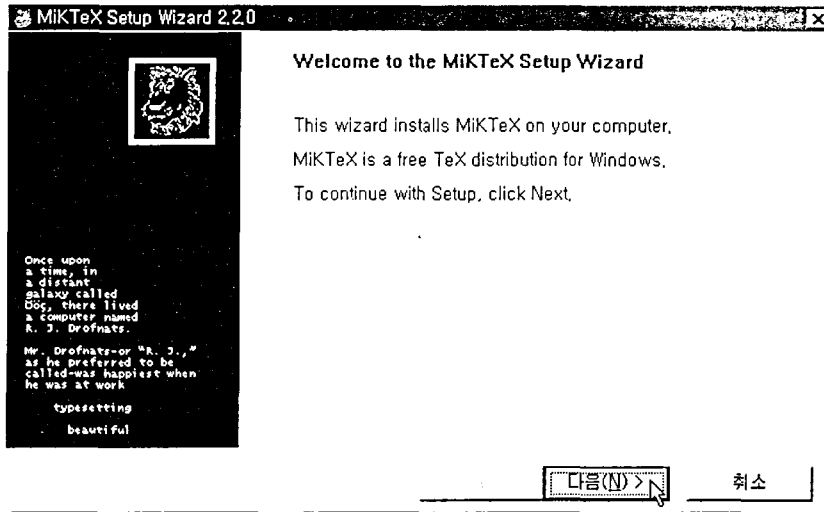 MiKTeX Setup Wizard 2,2,0
Welcome to the MiKTeX Setup Wizard
This wizard installs MiKTeX on your computer,
MiKTeX is a free TeX distribution for Windows,
To continue with Setup, click Next,
Once upon
a time, in
a distant
galaxy called
Ööç, there lived
a computer named
R. J. Drofnats.
Mr. Drofnats-or "R. J.,"
as he preferred to be
called-was happiest when
he was at work
typesetting
beautiful
다음(N) >
취소